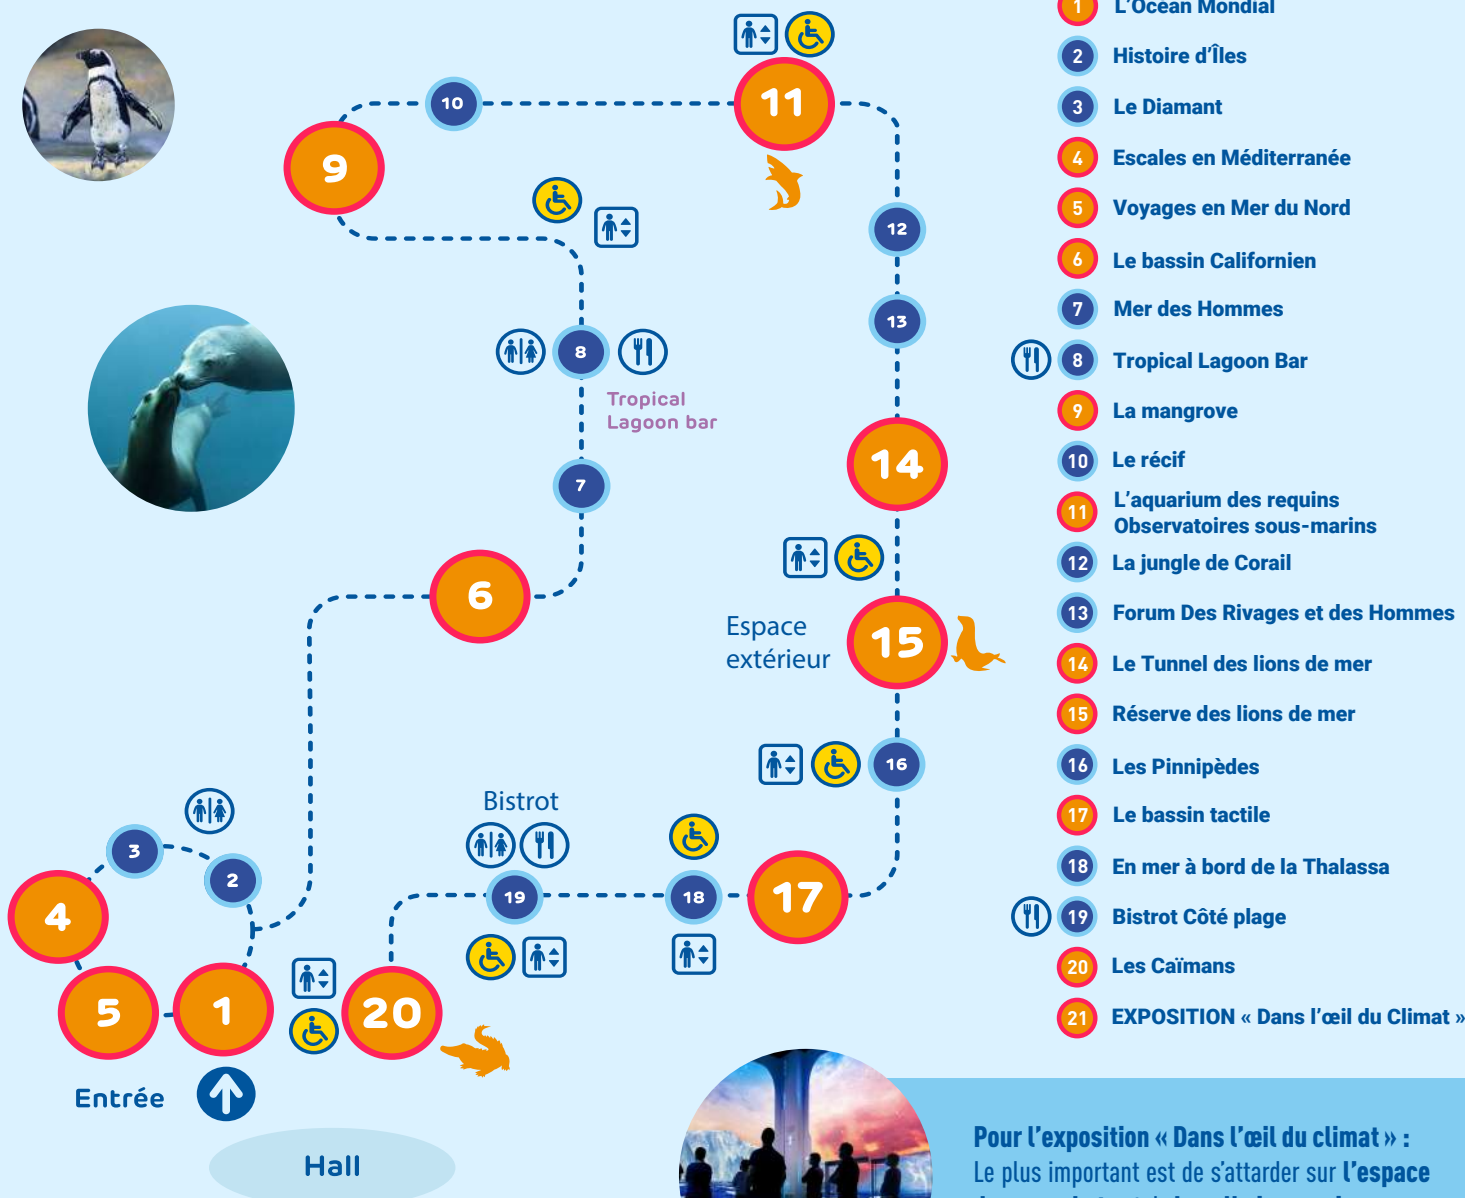 11
10
9
12
8
13
Tropical
Lagoon bar
14
7
6
Espace
extérieur
15
16
Bistrot
3
2
19
18
17
4
5
1
20
Entrée
Hall
1 L'Océan Mondial
2 Histoire d'Îles
3 Le Diamant
4 Escales en Méditerranée
5 Voyages en Mer du Nord
6 Le bassin Californien
7 Mer des Hommes
8 Tropical Lagoon Bar
9 La mangrove
10 Le récif
11 L'aquarium des requins
Observatoires sous-marins
12 La jungle de Corail
13 Forum Des Rivages et des Hommes
14 Le Tunnel des lions de mer
15 Réserve des lions de mer
16 Les Pinnipèdes
17 Le bassin tactile
18 En mer à bord de la Thalassa
19 Bistrot Côté plage
20 Les Caïmans
21 EXPOSITION « Dans l'œil du Climat »
Pour l'exposition « Dans l'œil du climat » :
Le plus important est de s'attarder sur l'espace